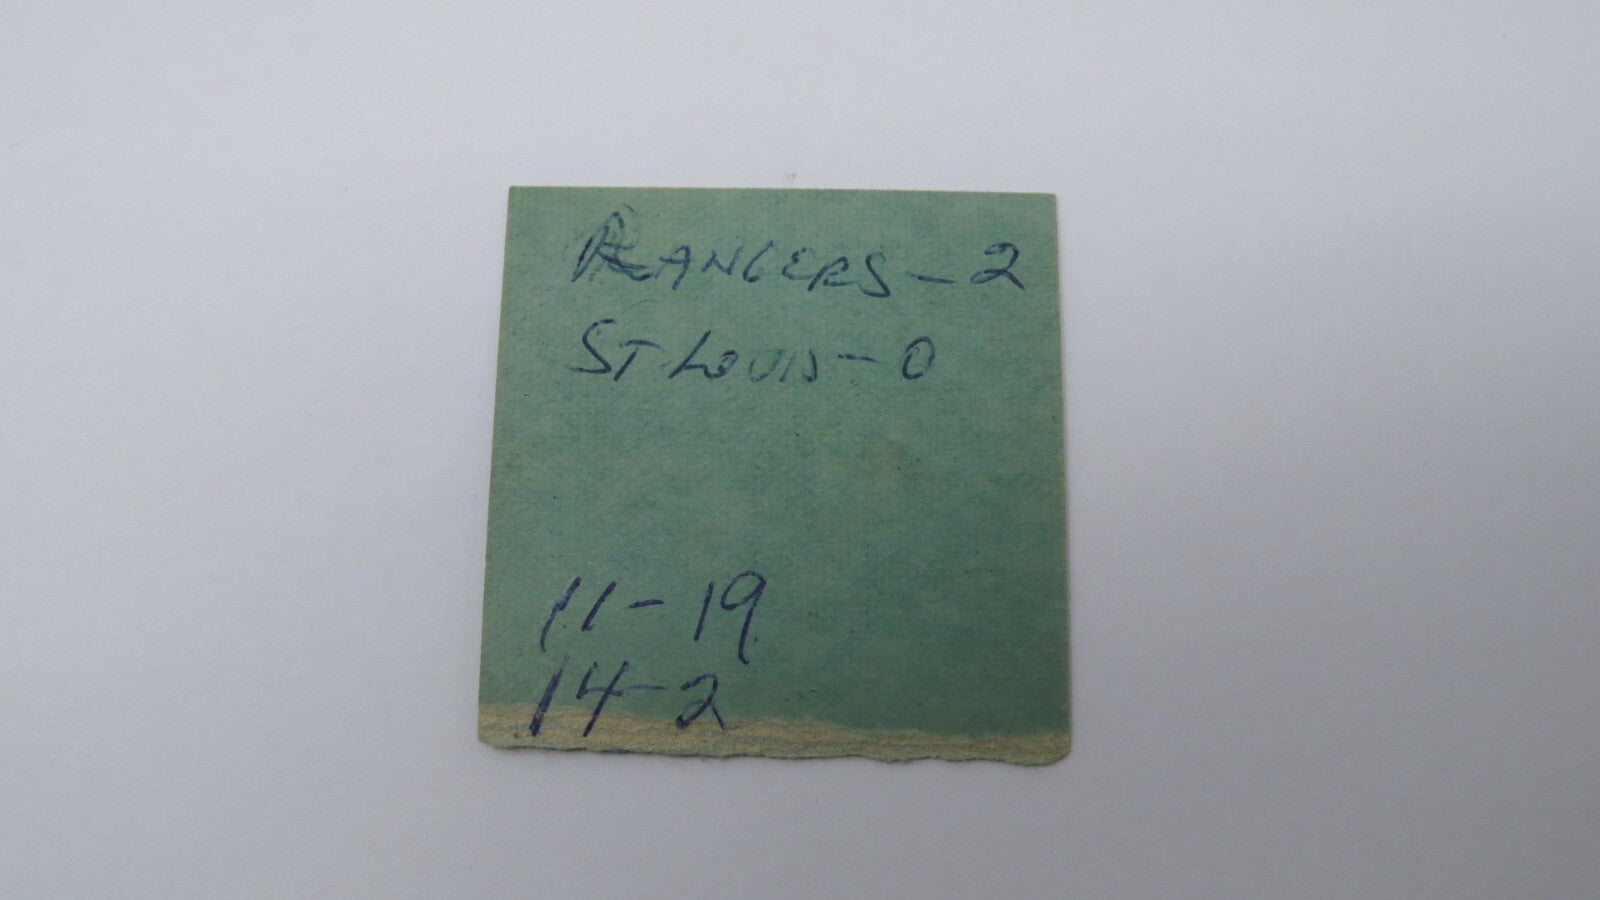 RANGERS-2
ST LOUIS-0
11-19
14-2